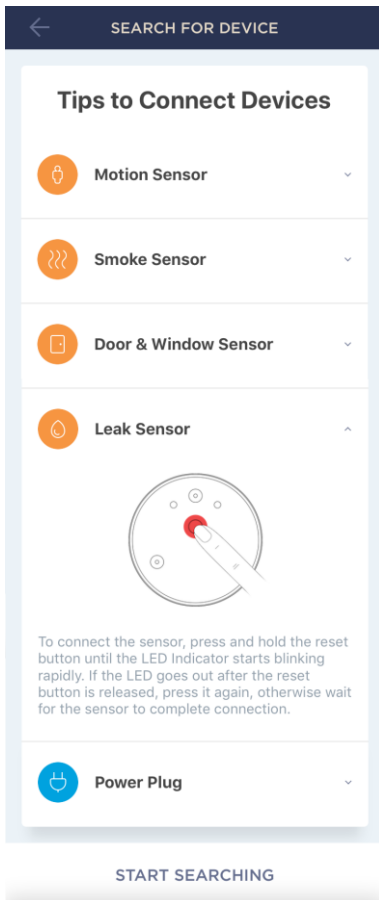 SEARCH FOR DEVICE
Tips to Connect Devices
Motion Sensor
Smoke Sensor
Door & Window Sensor
Leak Sensor
To connect the sensor, press and hold the reset
button until the LED Indicator starts blinking
rapidly. If the LED goes out after the reset
button is released, press it again, otherwise wait
for the sensor to complete connection.
Power Plug
START SEARCHING